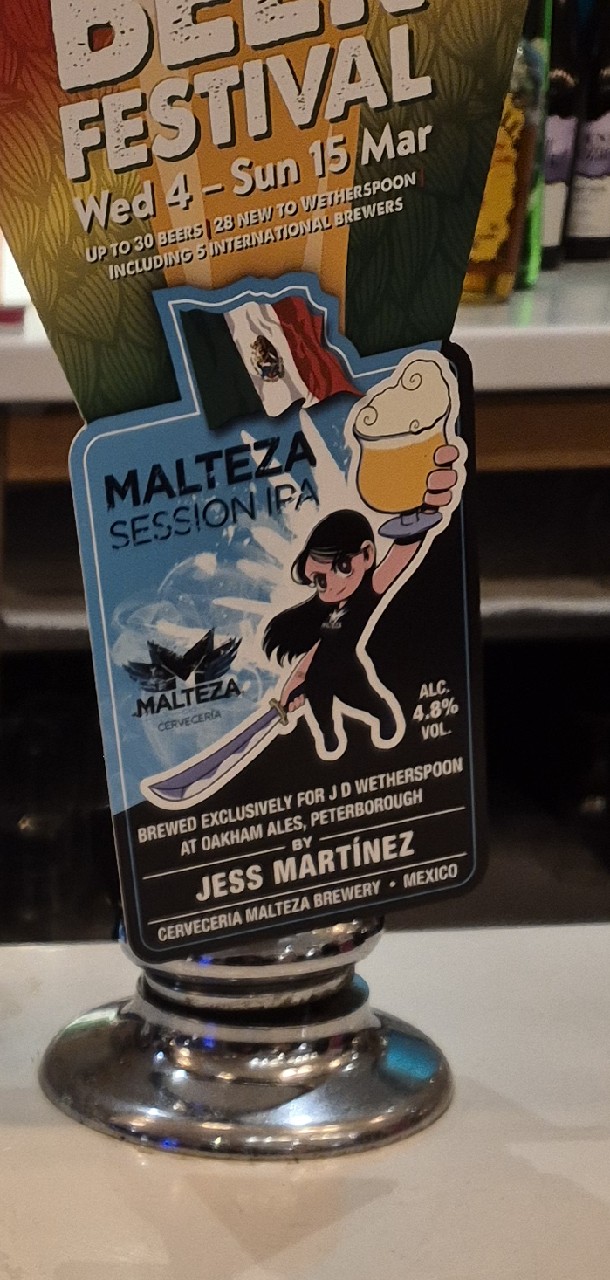 BEER
FESTIVAL
Wed 4 – Sun 15 Mar
UP TO 30 BEERS | 28 NEW TO WETHERSPOON |
INCLUDING 5 INTERNATIONAL BREWERS
MALTEZA
SESSION IPA
MALTEZA
CERVECERÍA
ALC.
4.8%
VOL.
BREWED EXCLUSIVELY FOR J D WETHERSPOON
AT OAKHAM ALES, PETERBOROUGH
BY
JESS MARTÍNEZ
CERVECERIA MALTEZA BREWERY • MEXICO